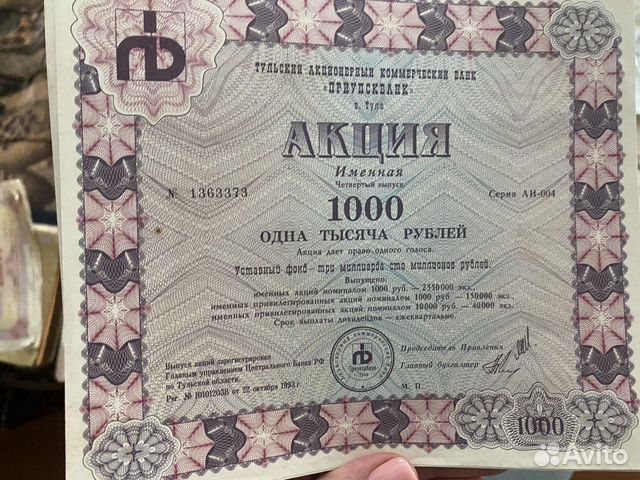 ТУЛЬСКИЙ АКЦИОНЕРНЫЙ КОММЕРЧЕСКИЙ БАНК
«ПРИУПСКБАНК»
г. Тула
АКЦИЯ
Именная
Четвертый выпуск
№ 1363373 Серия АИ-004
1000
ОДНА ТЫСЯЧА РУБЛЕЙ
Акция дает право одного голоса.
Уставный фонд – три миллиарда сто миллионов рублей.
Выпущено:
именных акций номиналом 1000 руб. — 2550000 экз.,
именных привилегированных акций номиналом 1000 руб. — 150000 экз.,
именных привилегированных акций номиналом 10000 руб. — 40000 экз.
Срок выплаты дивидендов — ежеквартально.
Выпуск акций зарегистрирован
Главным управлением Центрального Банка РФ
по Тульской области.
Рег. № 10101203В от 22 октября 1993 г.
Приупскбанк
г. Тула
Председатель Правления
Главный бухгалтер
М. П.
1000
Avito